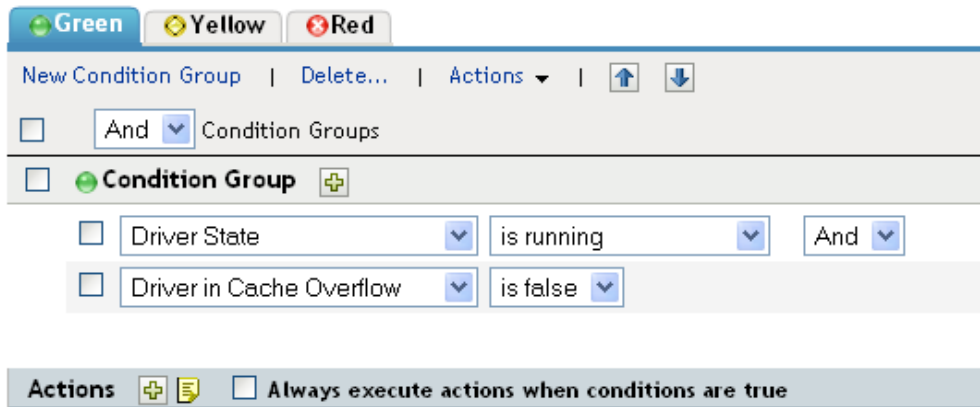 Green Yellow Red
New Condition Group | Delete... | Actions |
And Condition Groups
Condition Group
Driver State is running And
Driver in Cache Overflow is false
Actions Always execute actions when conditions are true